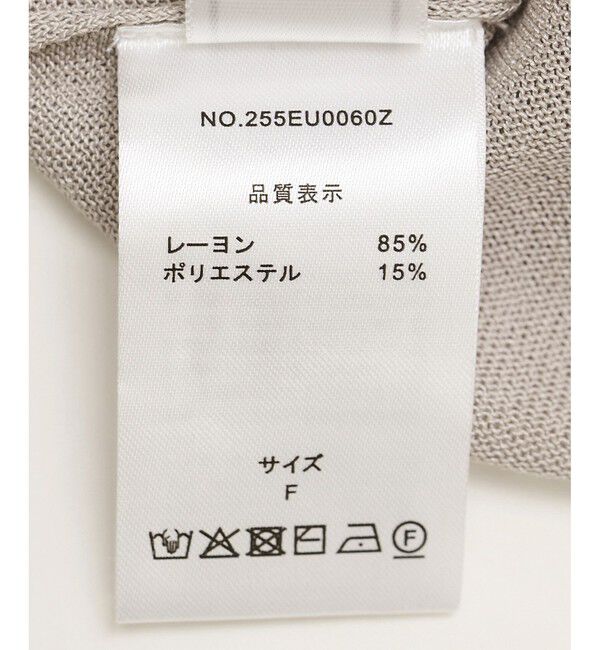 NO.255EU0060Z
品質表示
レーヨン 85%
ポリエステル 15%
サイズ
F
F